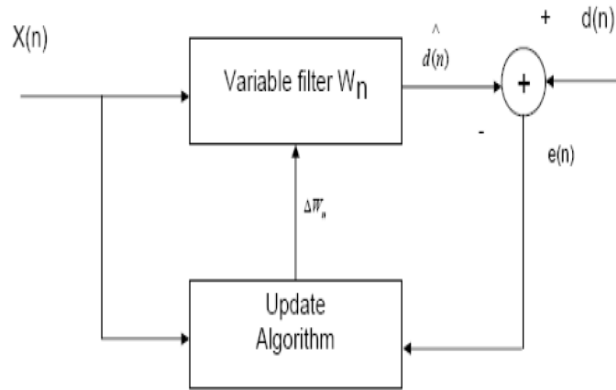 + d(n)
X(n)
Variable filter Wn
^
d(n)
+
-
e(n)
ΔWn
Update
Algorithm